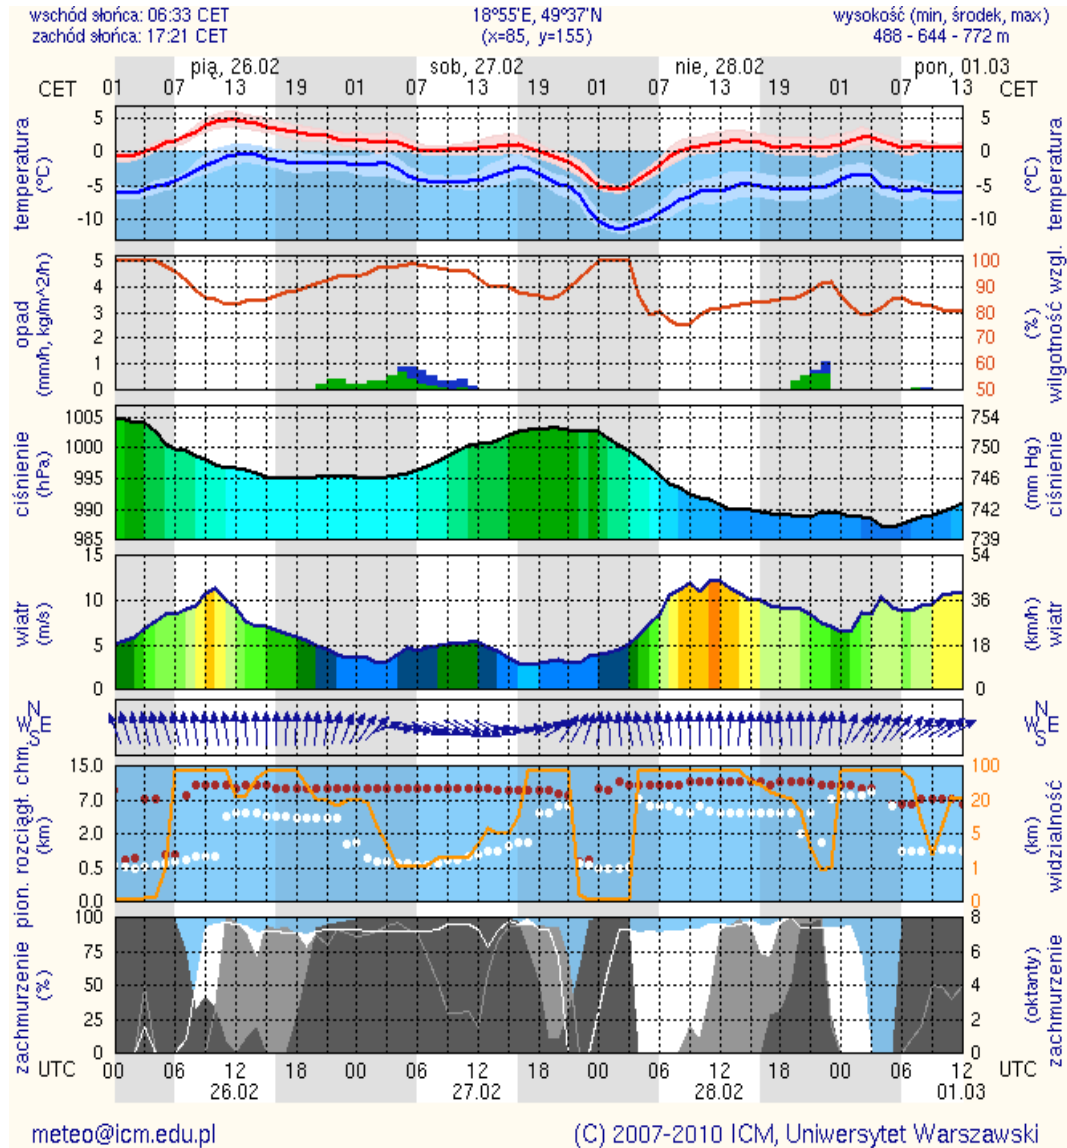 wschód słońca: 06:33 CET 18°55'E, 49°37'N wysokość (min, środek, max)
zachód słońca: 17:21 CET (x=85, y=155) 488 - 644 - 772 m
pią, 26.02 sob, 27.02 nie, 28.02 pon, 01.03
CET 01 07 13 19 01 07 13 19 01 07 13 19 01 07 13 CET
temperatura
(°C)
5
0
-5
-10
5
0
-5
-10
(°C)
temperatura
opad
(mm/h, kg/m^2/h)
5
4
3
2
1
0
100
90
80
70
60
50
(%)
wilgotność wzgl.
ciśnienie
(hPa)
1005
1000
995
990
985
754
750
746
742
739
(mm Hg)
ciśnienie
wiatr
(m/s)
15
10
5
0
54
36
18
0
(km/h)
wiatr
N
W E
S
N
W E
S
pion. rozciągł. chm.
(km)
15.0
7.0
2.0
0.5
0.0
100
20
5
1
0
(km)
widzialność
zachmurzenie
(%)
100
75
50
25
0
8
6
4
2
0
(oktanty)
zachmurzenie
UTC 00 06 12 18 00 06 12 18 00 06 12 18 00 06 12 UTC
26.02 27.02 28.02 01.03
meteo@icm.edu.pl (C) 2007-2010 ICM, Uniwersytet Warszawski